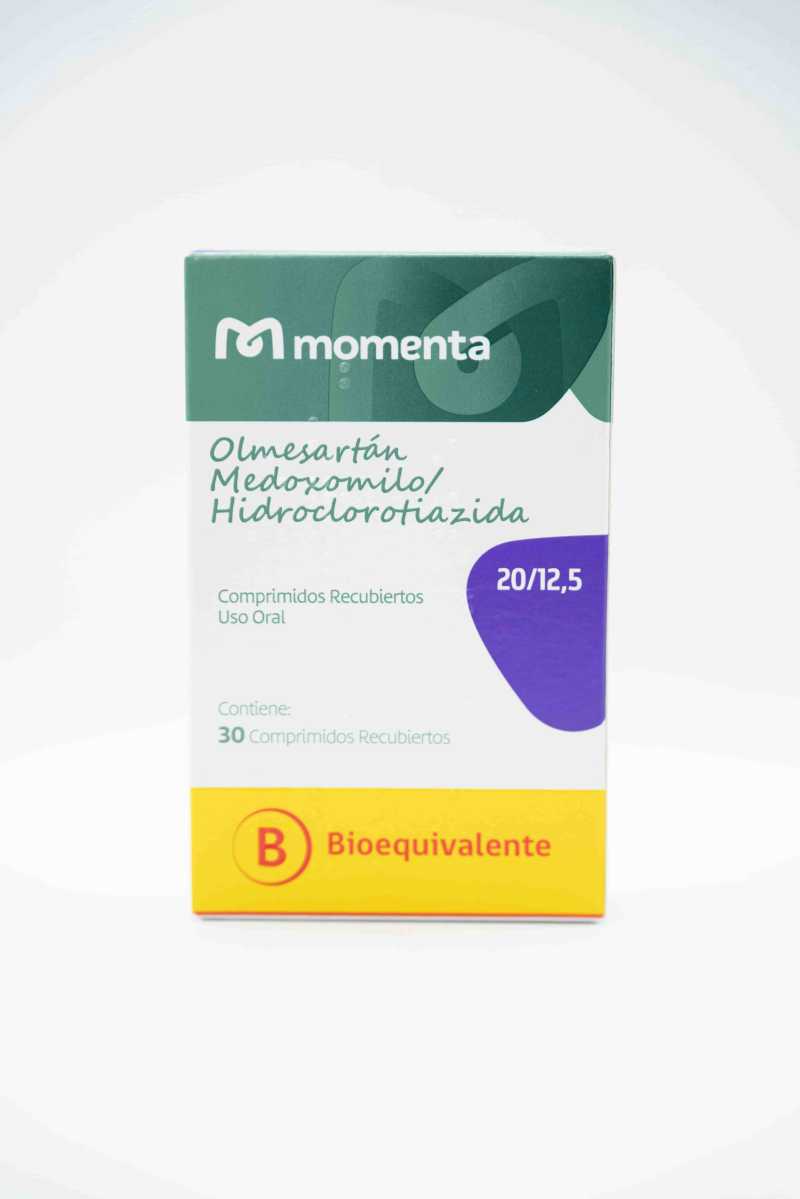 momenta
Olmesartán
Medoxomilo/
Hidroclorotiazida
20/12,5
Comprimidos Recubiertos
Uso Oral
Contiene:
30 Comprimidos Recubiertos
B Bioequivalente